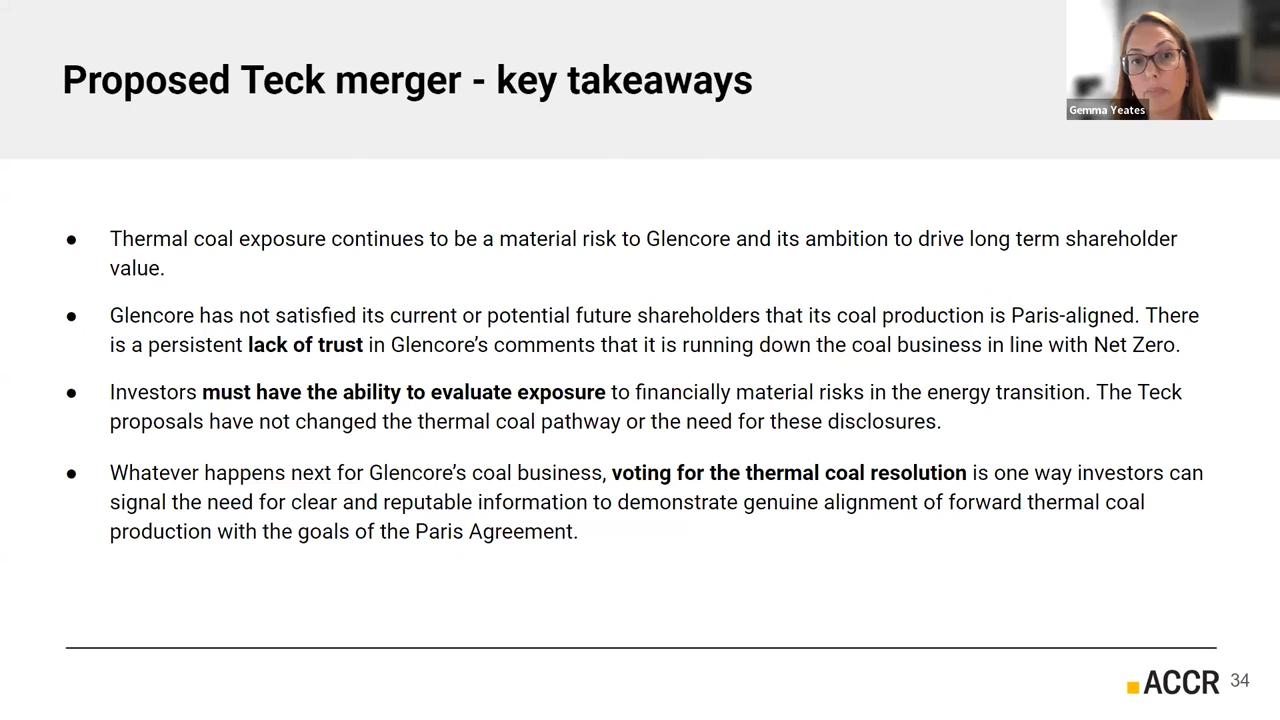 Proposed Teck merger - key takeaways
Gemma Yeates
● Thermal coal exposure continues to be a material risk to Glencore and its ambition to drive long term shareholder
value.
● Glencore has not satisfied its current or potential future shareholders that its coal production is Paris-aligned. There
is a persistent lack of trust in Glencore’s comments that it is running down the coal business in line with Net Zero.
● Investors must have the ability to evaluate exposure to financially material risks in the energy transition. The Teck
proposals have not changed the thermal coal pathway or the need for these disclosures.
● Whatever happens next for Glencore’s coal business, voting for the thermal coal resolution is one way investors can
signal the need for clear and reputable information to demonstrate genuine alignment of forward thermal coal
production with the goals of the Paris Agreement.
ACCR 34